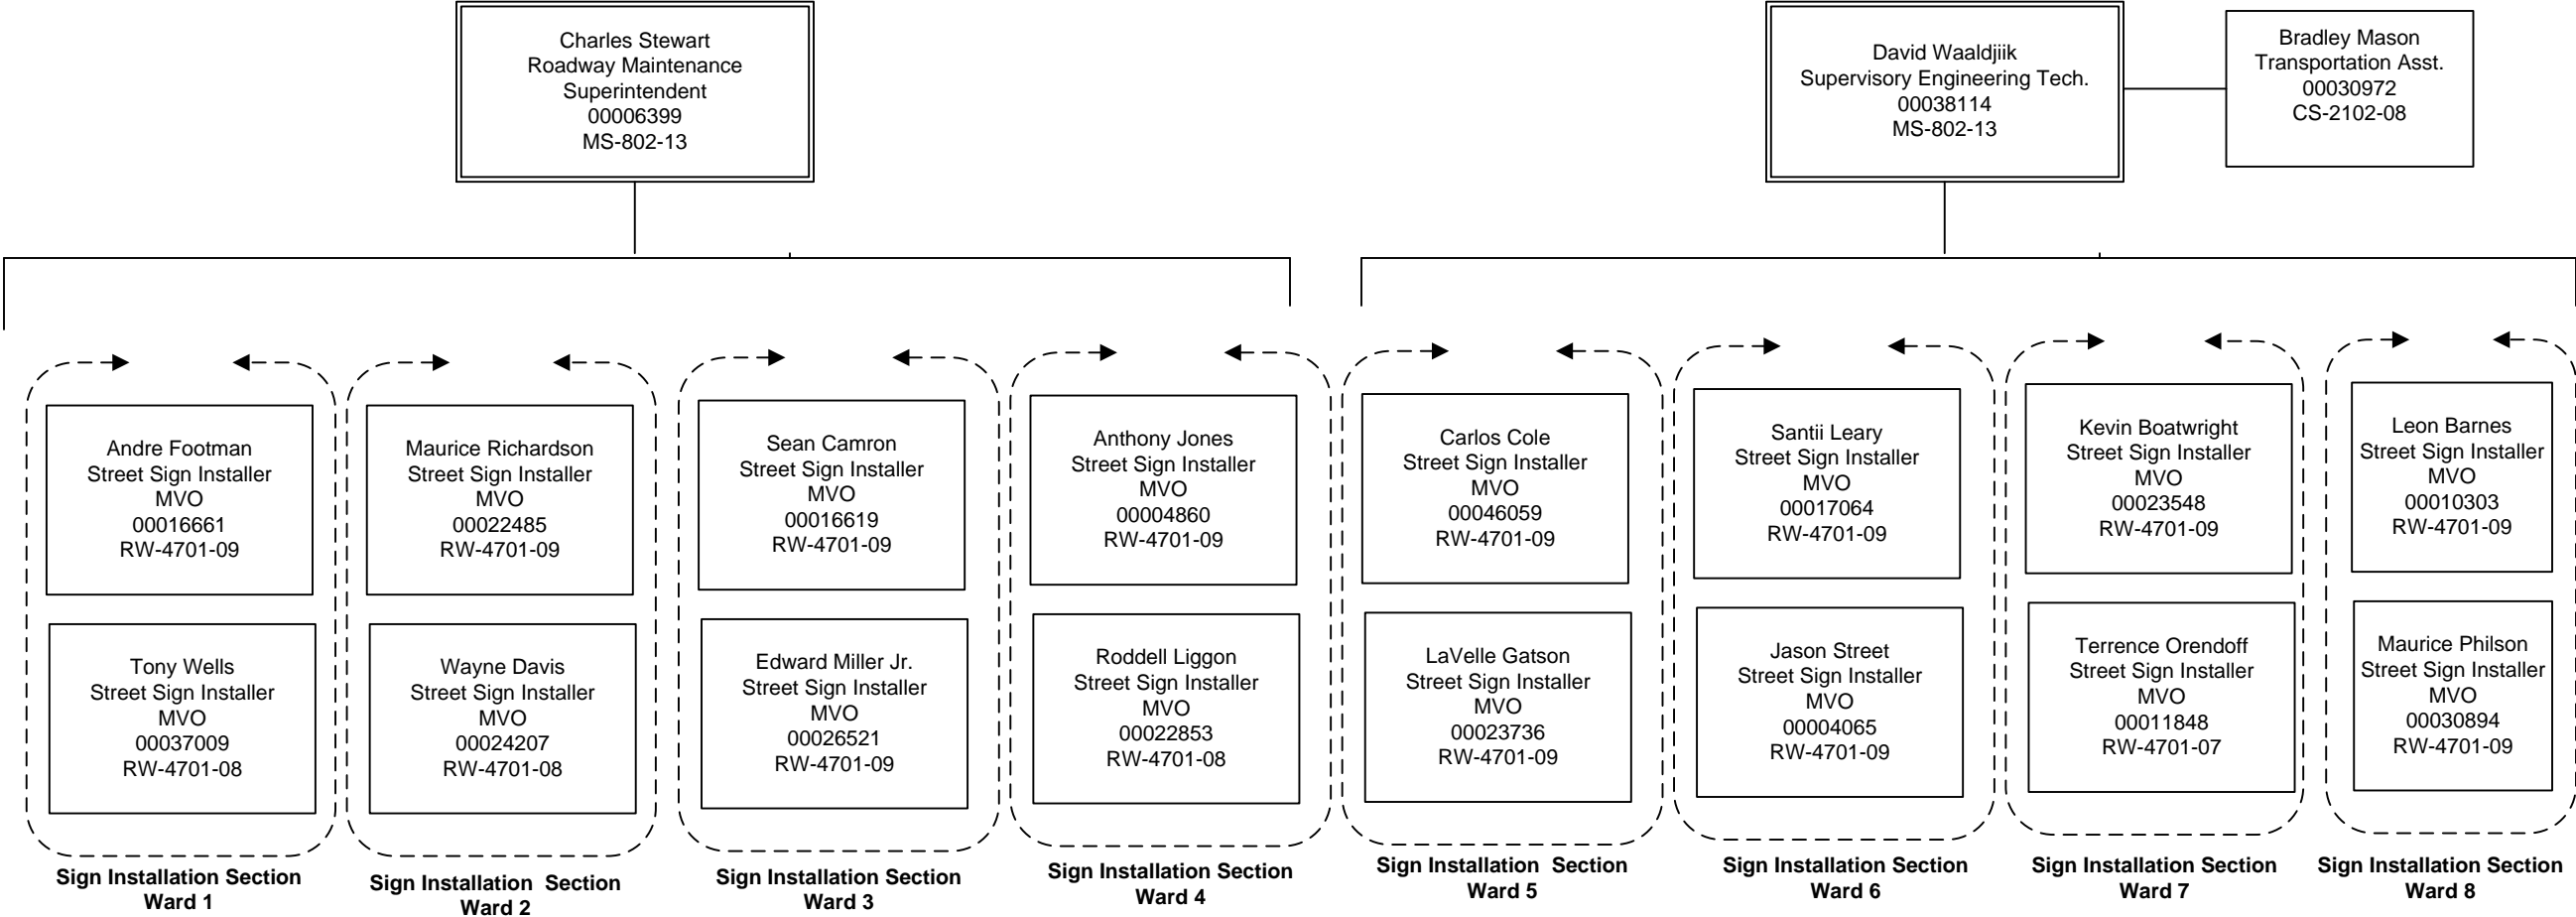 Charles Stewart
Roadway Maintenance
Superintendent
00006399
MS-802-13
David Waaldjiik
Supervisory Engineering Tech.
00038114
MS-802-13
Bradley Mason
Transportation Asst.
00030972
CS-2102-08
Andre Footman
Street Sign Installer
MVO
00016661
RW-4701-09
Tony Wells
Street Sign Installer
MVO
00037009
RW-4701-08
Sign Installation Section
Ward 1
Maurice Richardson
Street Sign Installer
MVO
00022485
RW-4701-09
Wayne Davis
Street Sign Installer
MVO
00024207
RW-4701-08
Sign Installation Section
Ward 2
Sean Camron
Street Sign Installer
MVO
00016619
RW-4701-09
Edward Miller Jr.
Street Sign Installer
MVO
00026521
RW-4701-09
Sign Installation Section
Ward 3
Anthony Jones
Street Sign Installer
MVO
00004860
RW-4701-09
Roddell Liggon
Street Sign Installer
MVO
00022853
RW-4701-08
Sign Installation Section
Ward 4
Carlos Cole
Street Sign Installer
MVO
00046059
RW-4701-09
LaVelle Gatson
Street Sign Installer
MVO
00023736
RW-4701-09
Sign Installation Section
Ward 5
Santii Leary
Street Sign Installer
MVO
00017064
RW-4701-09
Jason Street
Street Sign Installer
MVO
00004065
RW-4701-09
Sign Installation Section
Ward 6
Kevin Boatwright
Street Sign Installer
MVO
00023548
RW-4701-09
Terrence Orendoff
Street Sign Installer
MVO
00011848
RW-4701-07
Sign Installation Section
Ward 7
Leon Barnes
Street Sign Installer
MVO
00010303
RW-4701-09
Maurice Philson
Street Sign Installer
MVO
00030894
RW-4701-09
Sign Installation Section
Ward 8